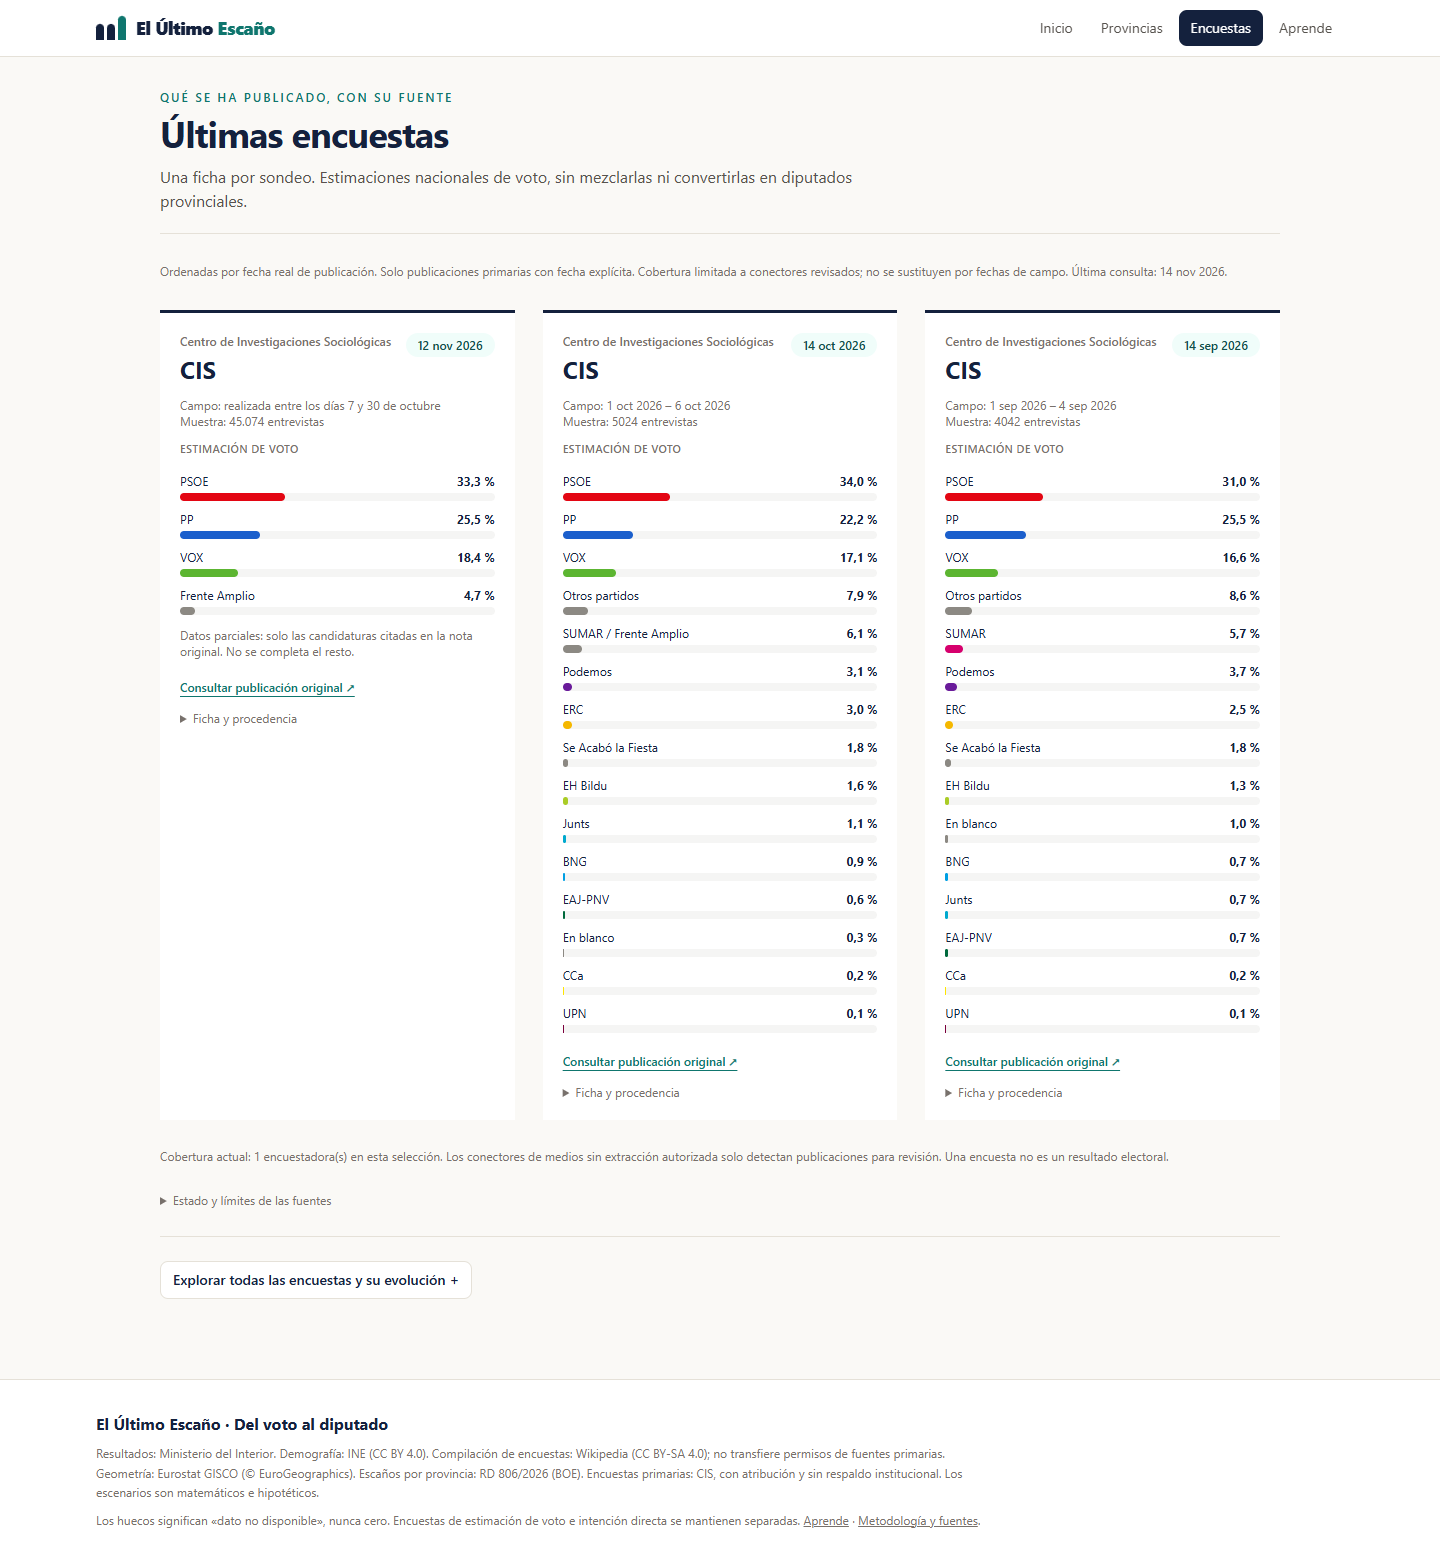 El Último Escaño
Inicio
Provincias
Encuestas
Aprende
QUÉ SE HA PUBLICADO, CON SU FUENTE
Últimas encuestas
Una ficha por sondeo. Estimaciones nacionales de voto, sin mezclarlas ni convertirlas en diputados
provinciales.
Ordenadas por fecha real de publicación. Solo publicaciones primarias con fecha explícita. Cobertura limitada a conectores revisados; no se sustituyen por fechas de campo. Última consulta: 14 nov 2026.
Centro de Investigaciones Sociológicas
12 nov 2026
CIS
Campo: realizada entre los días 7 y 30 de octubre
Muestra: 45.074 entrevistas
ESTIMACIÓN DE VOTO
PSOE 33,3 %
PP 25,5 %
VOX 18,4 %
Frente Amplio 4,7 %
Datos parciales: solo las candidaturas citadas en la nota
original. No se completa el resto.
Consultar publicación original ↗
▶ Ficha y procedencia
Centro de Investigaciones Sociológicas
14 oct 2026
CIS
Campo: 1 oct 2026 – 6 oct 2026
Muestra: 5024 entrevistas
ESTIMACIÓN DE VOTO
PSOE 34,0 %
PP 22,2 %
VOX 17,1 %
Otros partidos 7,9 %
SUMAR / Frente Amplio 6,1 %
Podemos 3,1 %
ERC 3,0 %
Se Acabó la Fiesta 1,8 %
EH Bildu 1,6 %
Junts 1,1 %
BNG 0,9 %
EAJ-PNV 0,6 %
En blanco 0,3 %
CCa 0,2 %
UPN 0,1 %
Consultar publicación original ↗
▶ Ficha y procedencia
Centro de Investigaciones Sociológicas
14 sep 2026
CIS
Campo: 1 sep 2026 – 4 sep 2026
Muestra: 4042 entrevistas
ESTIMACIÓN DE VOTO
PSOE 31,0 %
PP 25,5 %
VOX 16,6 %
Otros partidos 8,6 %
SUMAR 5,7 %
Podemos 3,7 %
ERC 2,5 %
Se Acabó la Fiesta 1,8 %
EH Bildu 1,3 %
En blanco 1,0 %
BNG 0,7 %
Junts 0,7 %
EAJ-PNV 0,7 %
CCa 0,2 %
UPN 0,1 %
Consultar publicación original ↗
▶ Ficha y procedencia
Cobertura actual: 1 encuestadora(s) en esta selección. Los conectores de medios sin extracción autorizada solo detectan publicaciones para revisión. Una encuesta no es un resultado electoral.
▶ Estado y límites de las fuentes
Explorar todas las encuestas y su evolución +
El Último Escaño · Del voto al diputado
Resultados: Ministerio del Interior. Demografía: INE (CC BY 4.0). Compilación de encuestas: Wikipedia (CC BY-SA 4.0); no transfiere permisos de fuentes primarias.
Geometría: Eurostat GISCO (© EuroGeographics). Escaños por provincia: RD 806/2026 (BOE). Encuestas primarias: CIS, con atribución y sin respaldo institucional. Los
escenarios son matemáticos e hipotéticos.
Los huecos significan «dato no disponible», nunca cero. Encuestas de estimación de voto e intención directa se mantienen separadas. Aprende · Metodología y fuentes.